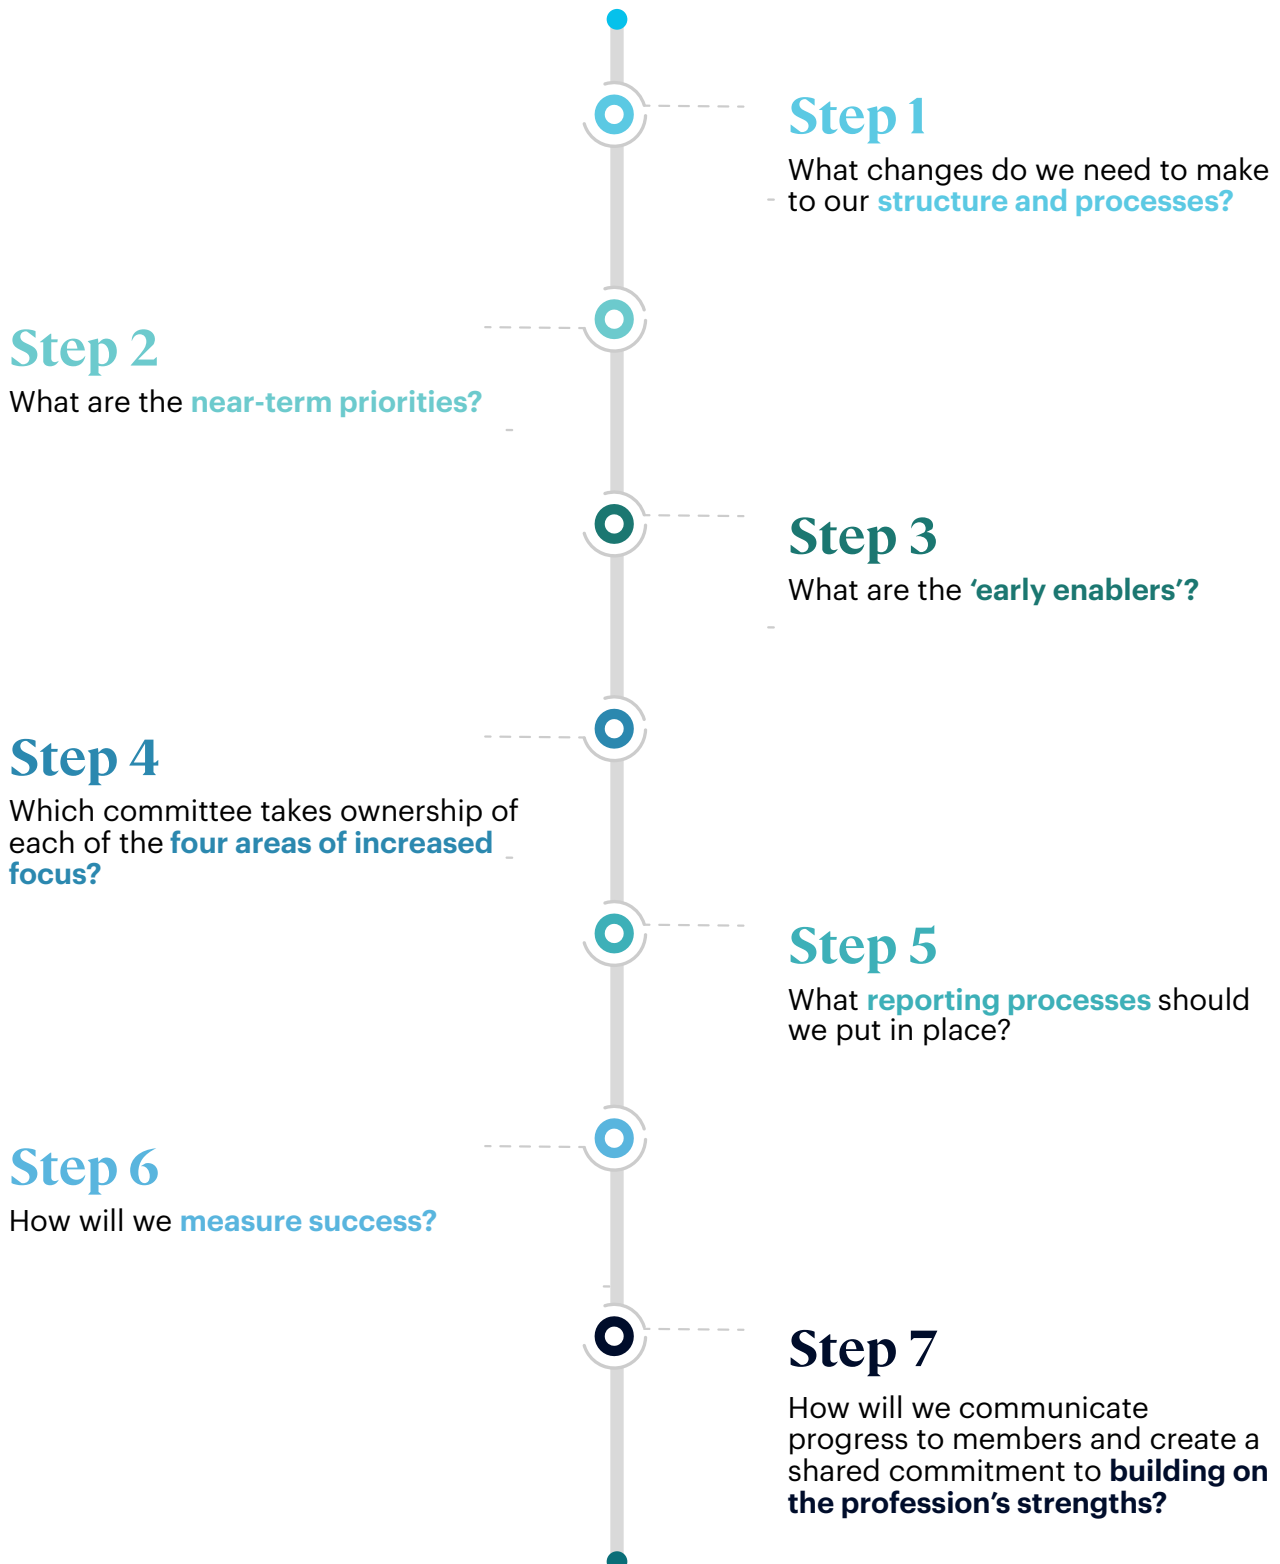 Step 1
What changes do we need to make
to our structure and processes?
Step 2
What are the near-term priorities?
Step 3
What are the ‘early enablers’?
Step 4
Which committee takes ownership of
each of the four areas of increased
focus?
Step 5
What reporting processes should
we put in place?
Step 6
How will we measure success?
Step 7
How will we communicate
progress to members and create a
shared commitment to building on
the profession’s strengths?